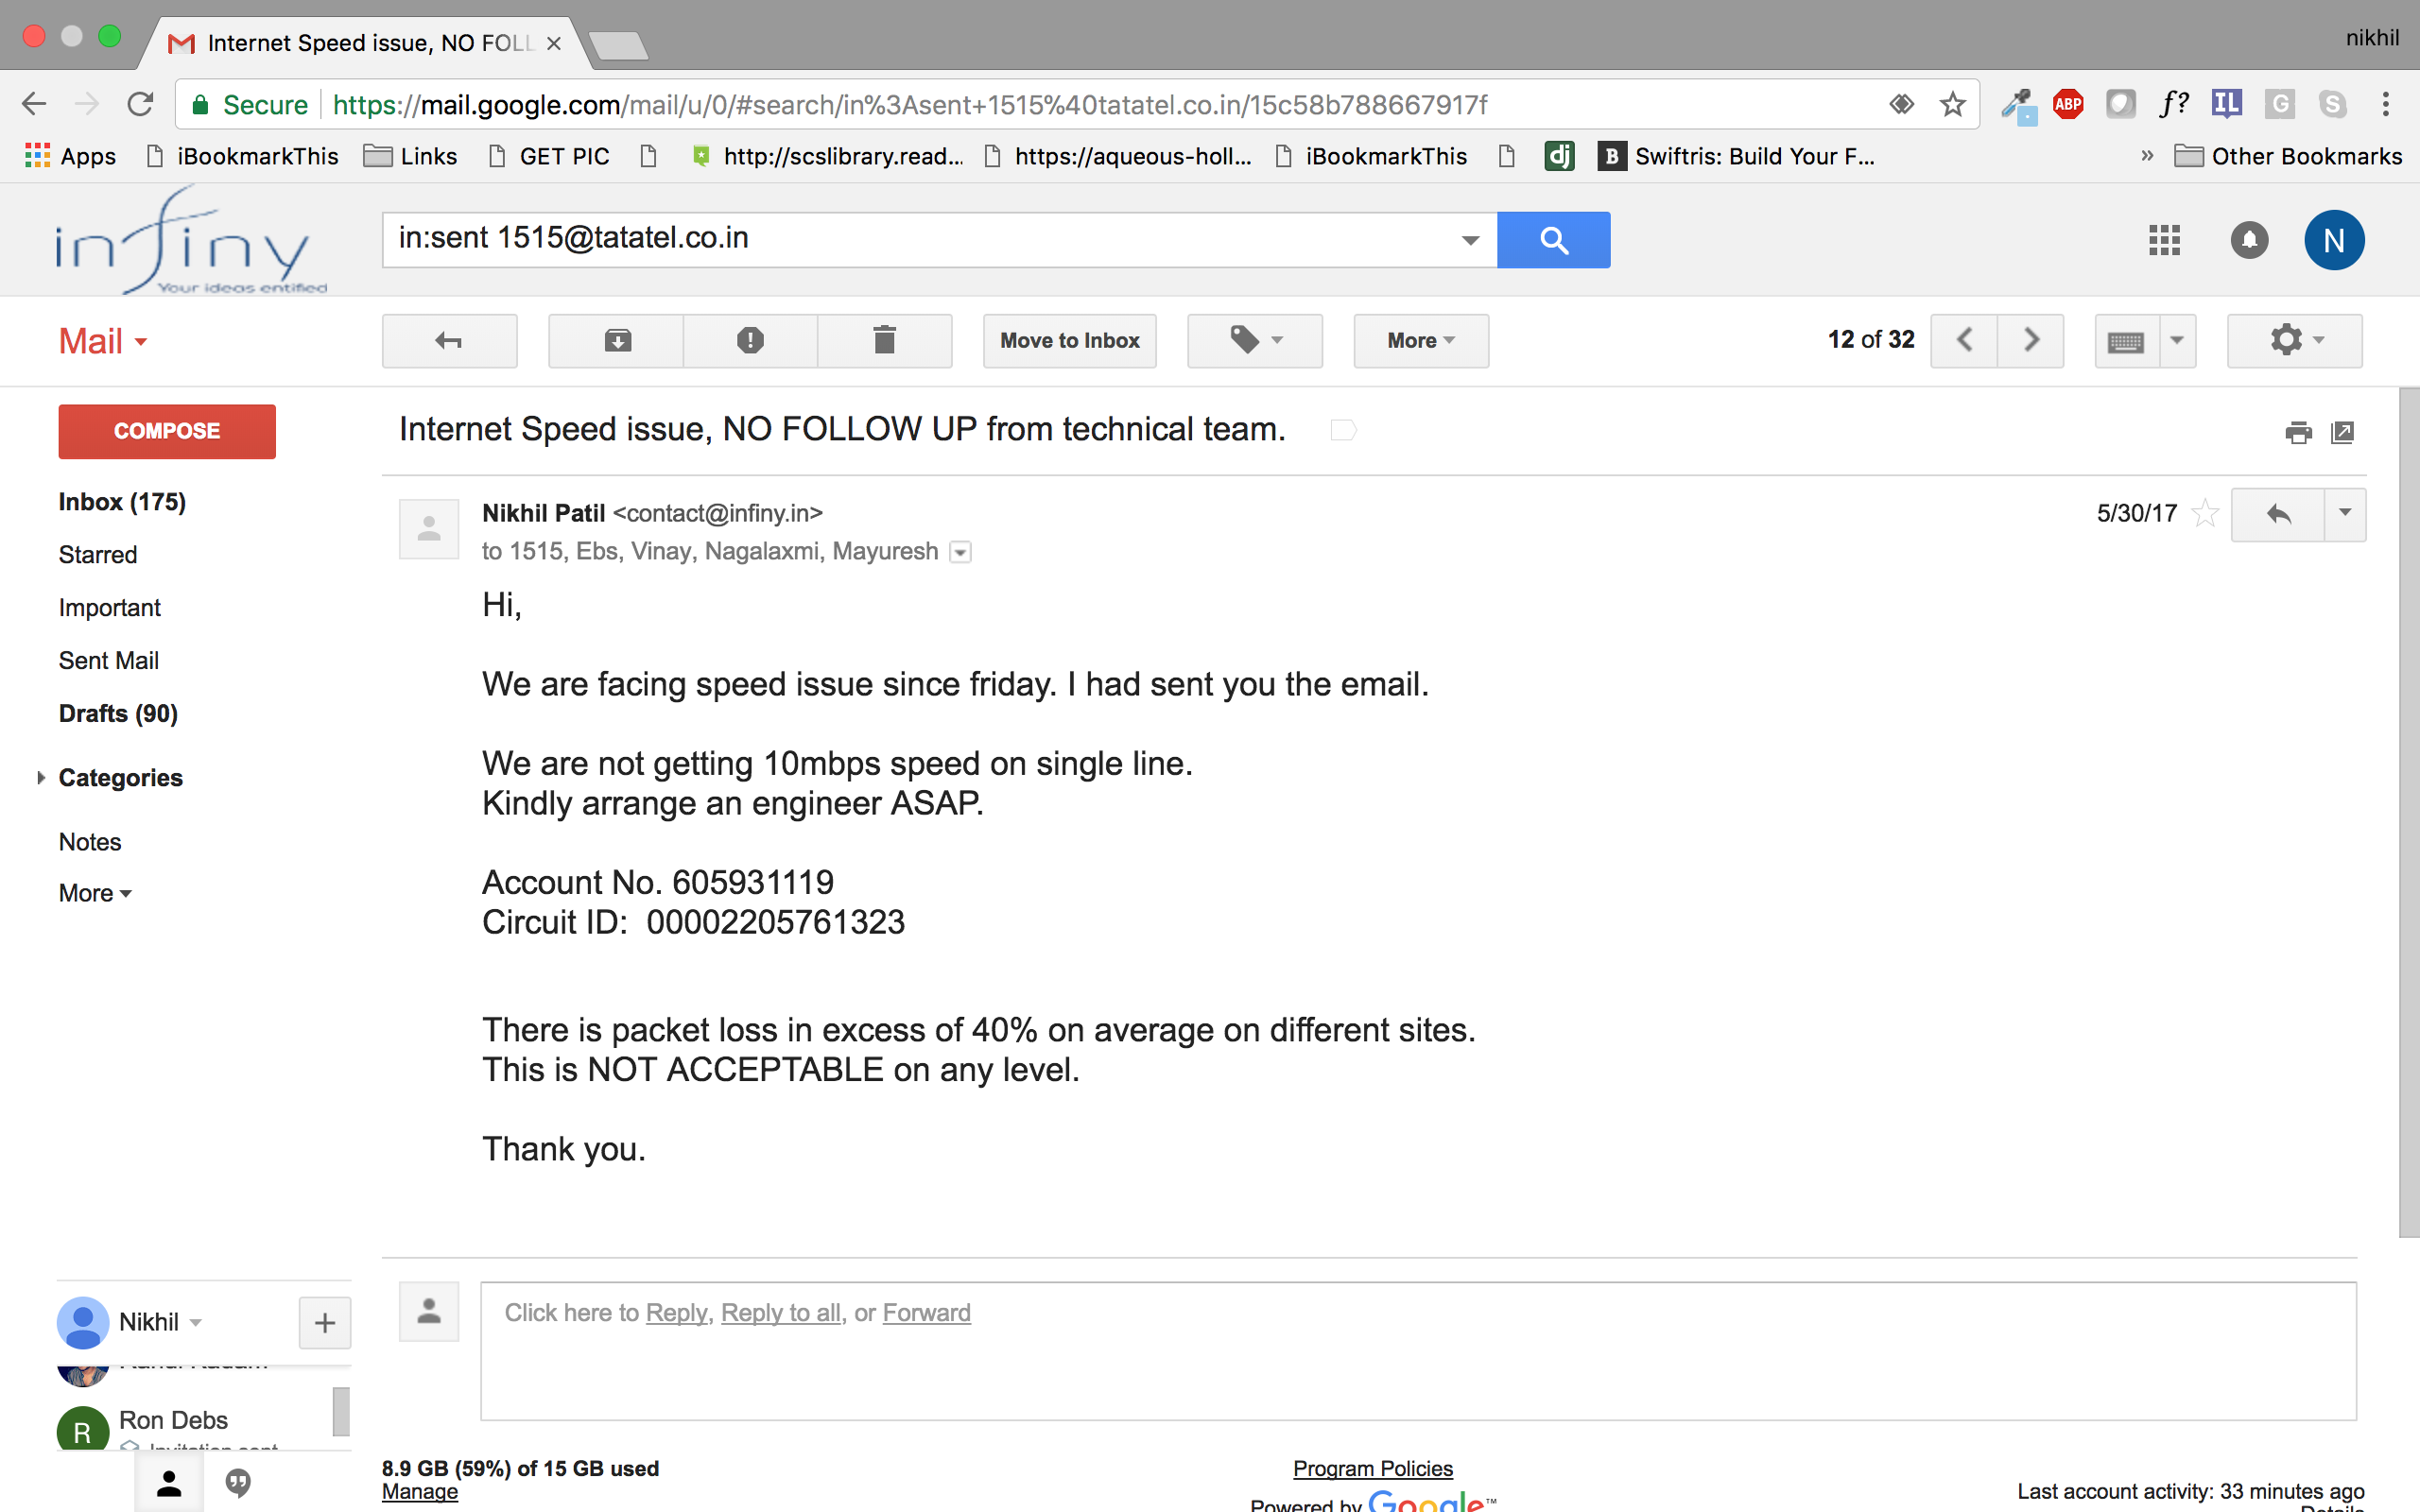 Internet Speed issue, NO FOLL
nikhil
Secure https://mail.google.com/mail/u/0/#search/in%3Asent+1515%40tatatel.co.in/15c58b788667917f
ABP f? IL G S
Apps iBookmarkThis Links GET PIC http://scslibrary.read... https://aqueous-holl... iBookmarkThis dj B Swiftris: Build Your F... » Other Bookmarks
infiny
Your ideas entified
in:sent 1515@tatatel.co.in
N
Mail
Move to Inbox
More
12 of 32
COMPOSE
Internet Speed issue, NO FOLLOW UP from technical team.
Inbox (175)
Starred
Important
Sent Mail
Drafts (90)
Categories
Notes
More
Nikhil Patil <contact@infiny.in>
5/30/17
to 1515, Ebs, Vinay, Nagalaxmi, Mayuresh
Hi,
We are facing speed issue since friday. I had sent you the email.
We are not getting 10mbps speed on single line.
Kindly arrange an engineer ASAP.
Account No. 605931119
Circuit ID:  00002205761323
There is packet loss in excess of 40% on average on different sites.
This is NOT ACCEPTABLE on any level.
Thank you.
Click here to Reply, Reply to all, or Forward
Nikhil
R
Ron Debs
Invitation sent
8.9 GB (59%) of 15 GB used
Manage
Program Policies
Powered by Google™
Last account activity: 33 minutes ago
Details